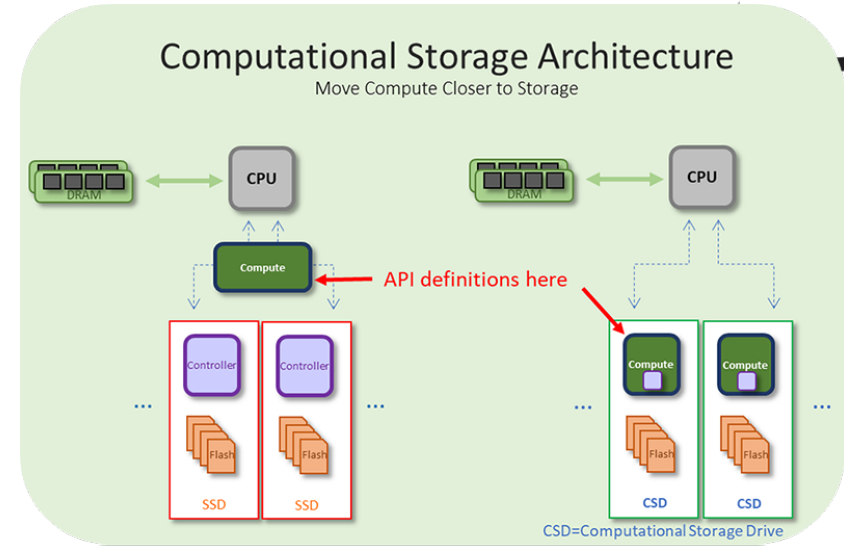 Computational Storage Architecture
Move Compute Closer to Storage
DRAM
CPU
DRAM
CPU
Compute
API definitions here
Controller
Controller
Compute
Compute
...
...
...
...
Flash
Flash
Flash
Flash
SSD
SSD
CSD
CSD
CSD=Computational Storage Drive